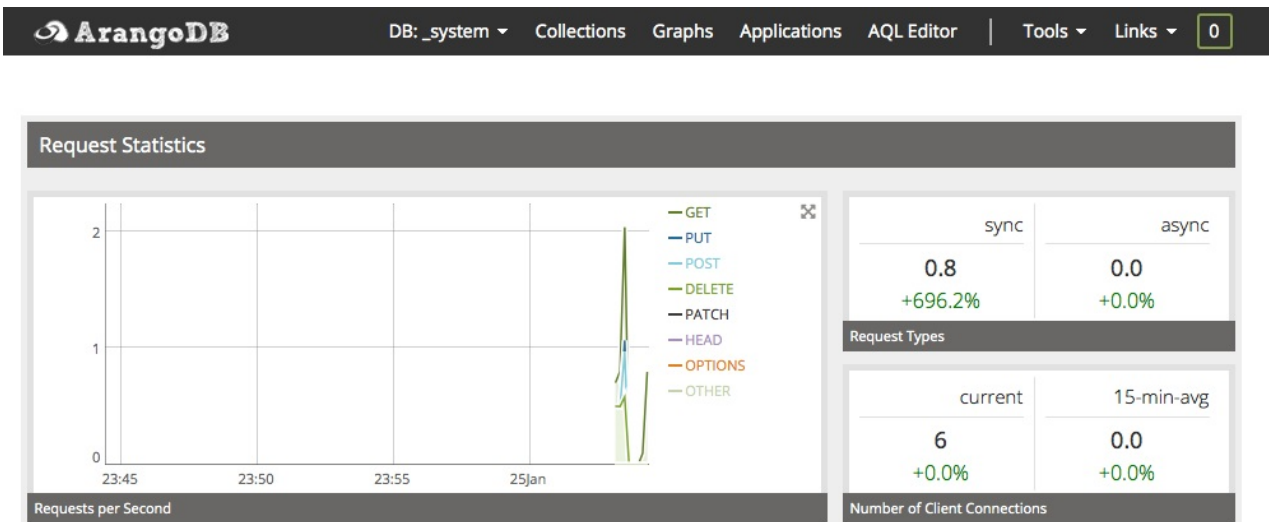 ArangoDB DB: _system Collections Graphs Applications AQL Editor Tools Links 0
Request Statistics
2
1
0
23:45 23:50 23:55 25Jan
GET
PUT
POST
DELETE
PATCH
HEAD
OPTIONS
OTHER
Requests per Second
sync async
0.8 0.0
+696.2% +0.0%
Request Types
current 15-min-avg
6 0.0
+0.0% +0.0%
Number of Client Connections